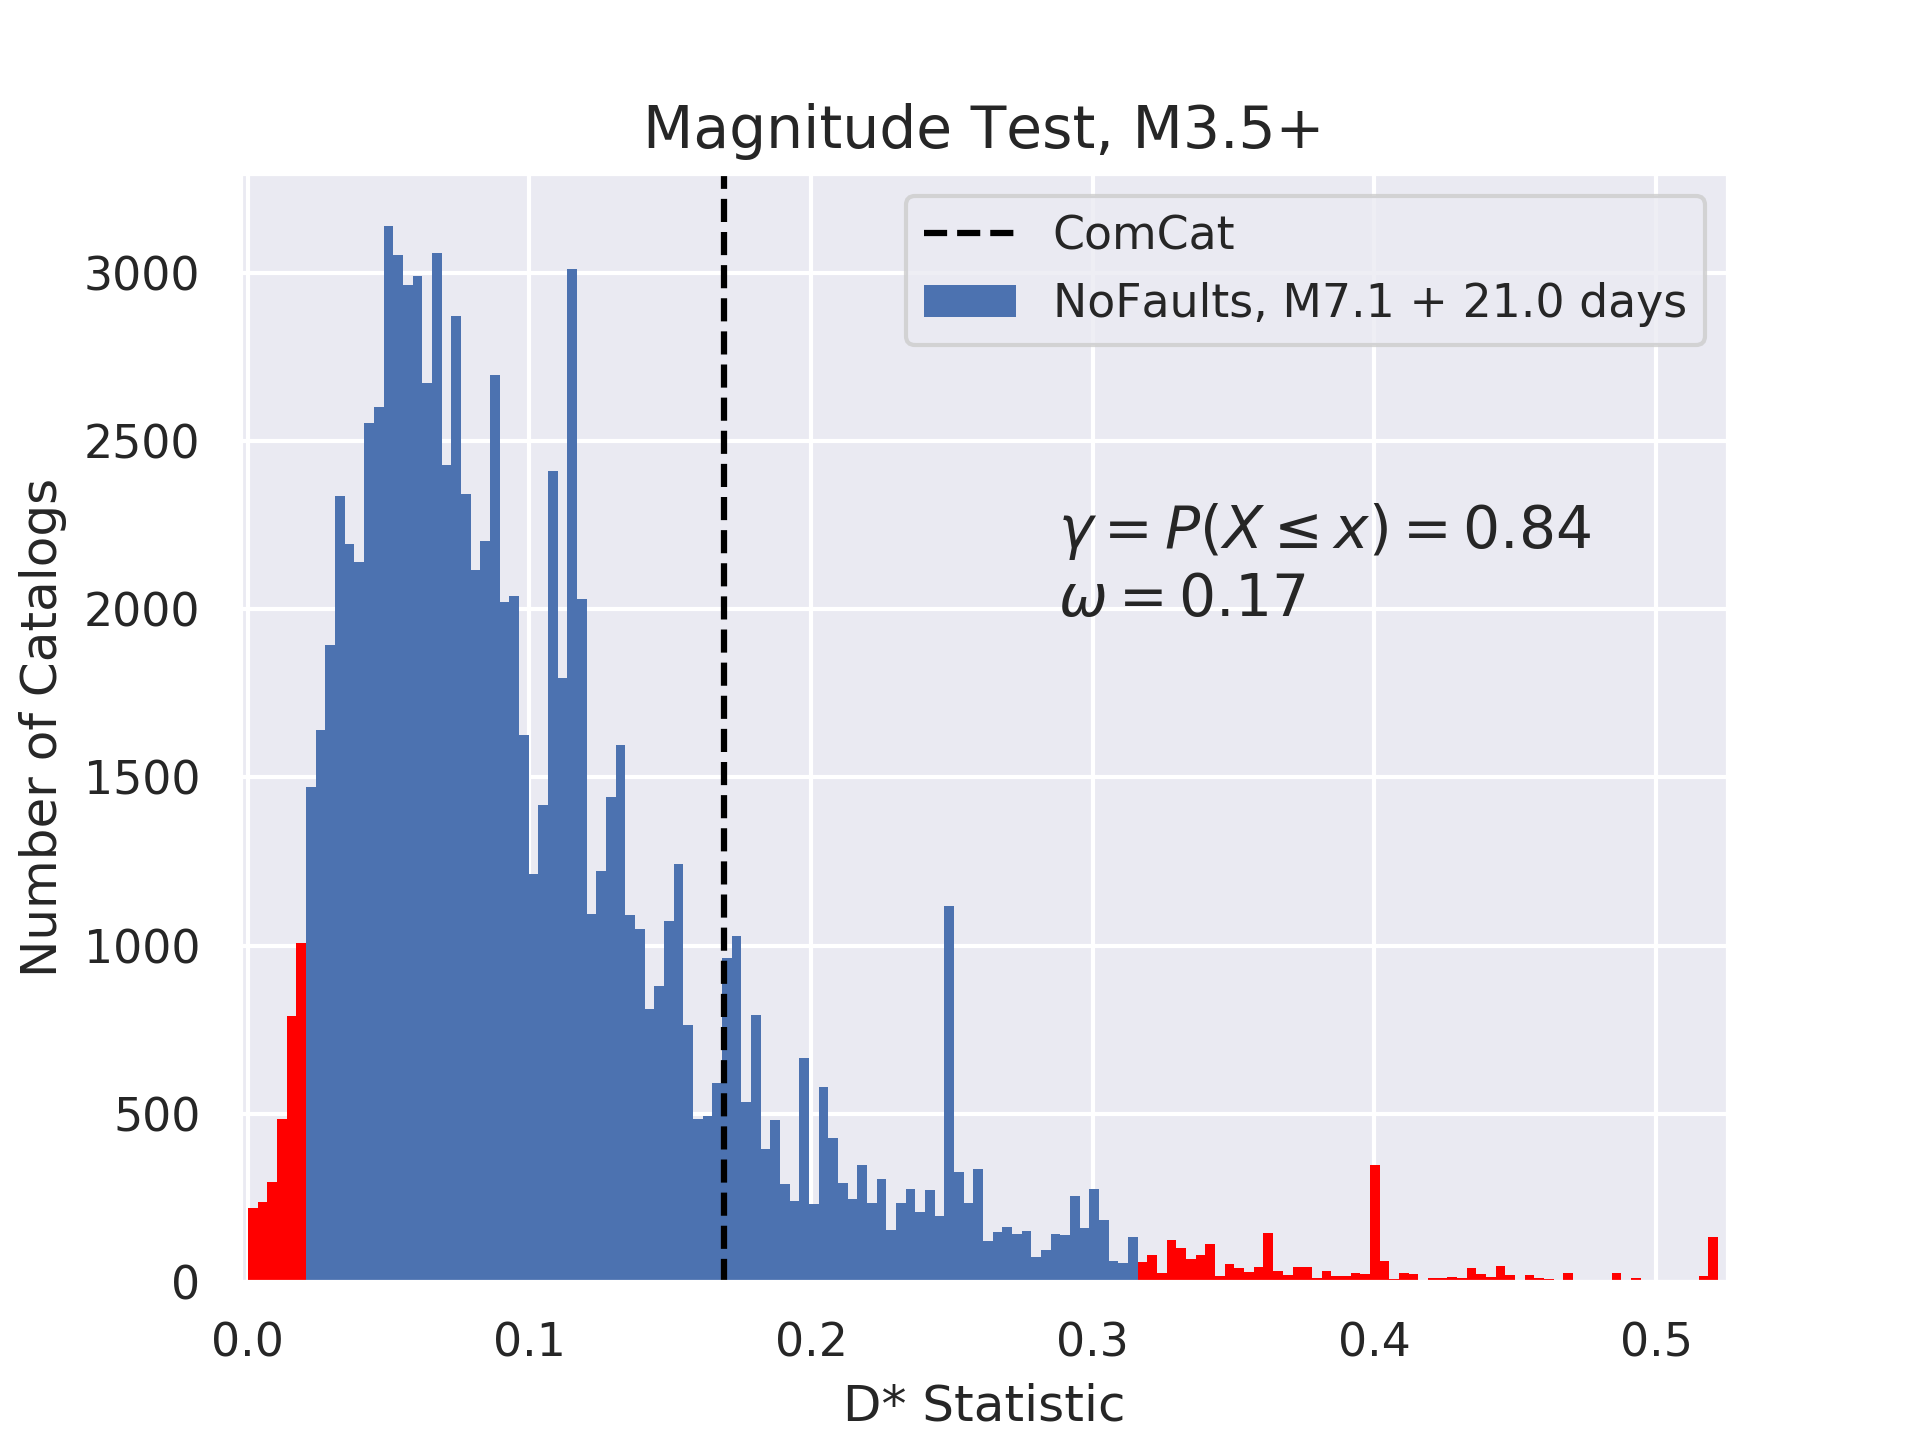 Magnitude Test, M3.5+
ComCat
NoFaults, M7.1 + 21.0 days
γ = P(X ≤ x) = 0.84
ω = 0.17
Number of Catalogs
3000
2500
2000
1500
1000
500
0
0.0 0.1 0.2 0.3 0.4 0.5
D* Statistic